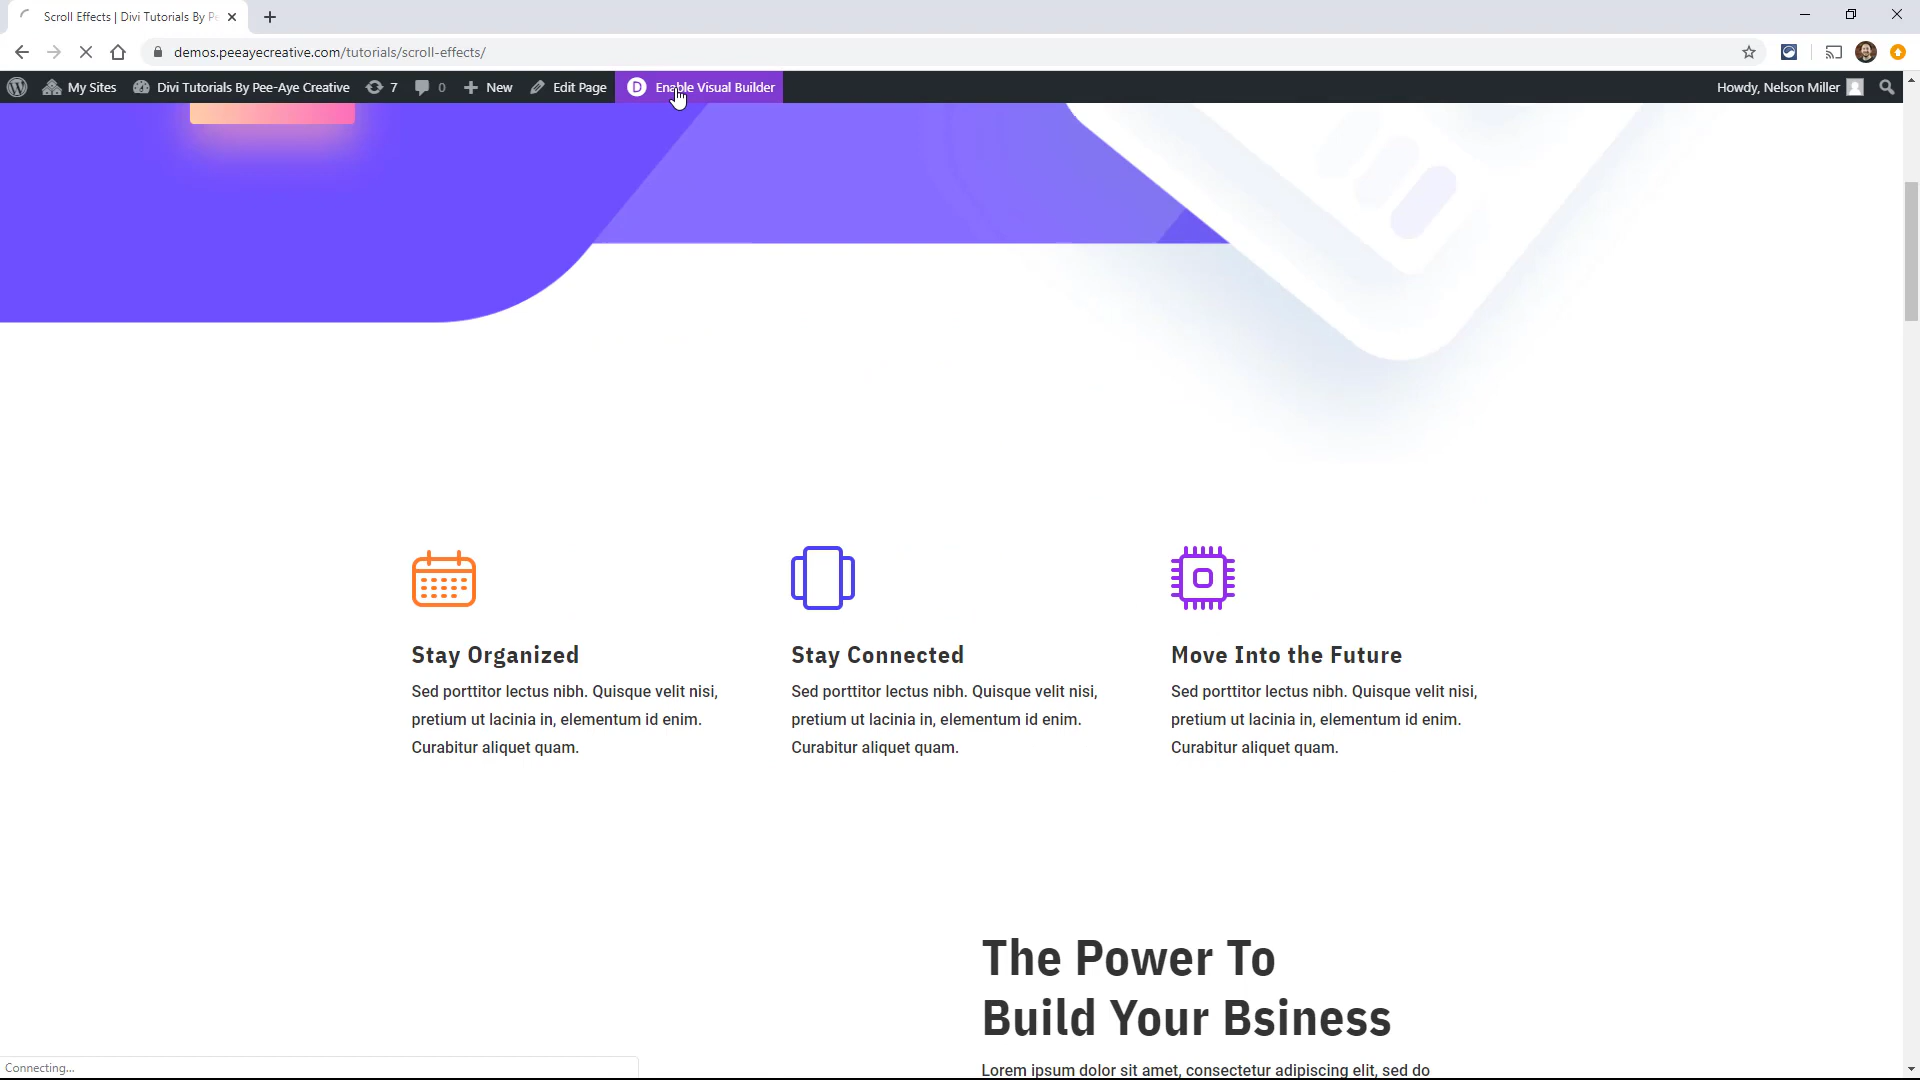 Scroll Effects | Divi Tutorials By Pe
demos.peeayecreative.com/tutorials/scroll-effects/
My Sites Divi Tutorials By Pee-Aye Creative 7 0 New Edit Page D Enable Visual Builder Howdy, Nelson Miller
Stay Organized
Sed porttitor lectus nibh. Quisque velit nisi,
pretium ut lacinia in, elementum id enim.
Curabitur aliquet quam.
Stay Connected
Sed porttitor lectus nibh. Quisque velit nisi,
pretium ut lacinia in, elementum id enim.
Curabitur aliquet quam.
Move Into the Future
Sed porttitor lectus nibh. Quisque velit nisi,
pretium ut lacinia in, elementum id enim.
Curabitur aliquet quam.
The Power To
Build Your Bsiness
Lorem ipsum dolor sit amet, consectetur adipiscing elit, sed do
Connecting...